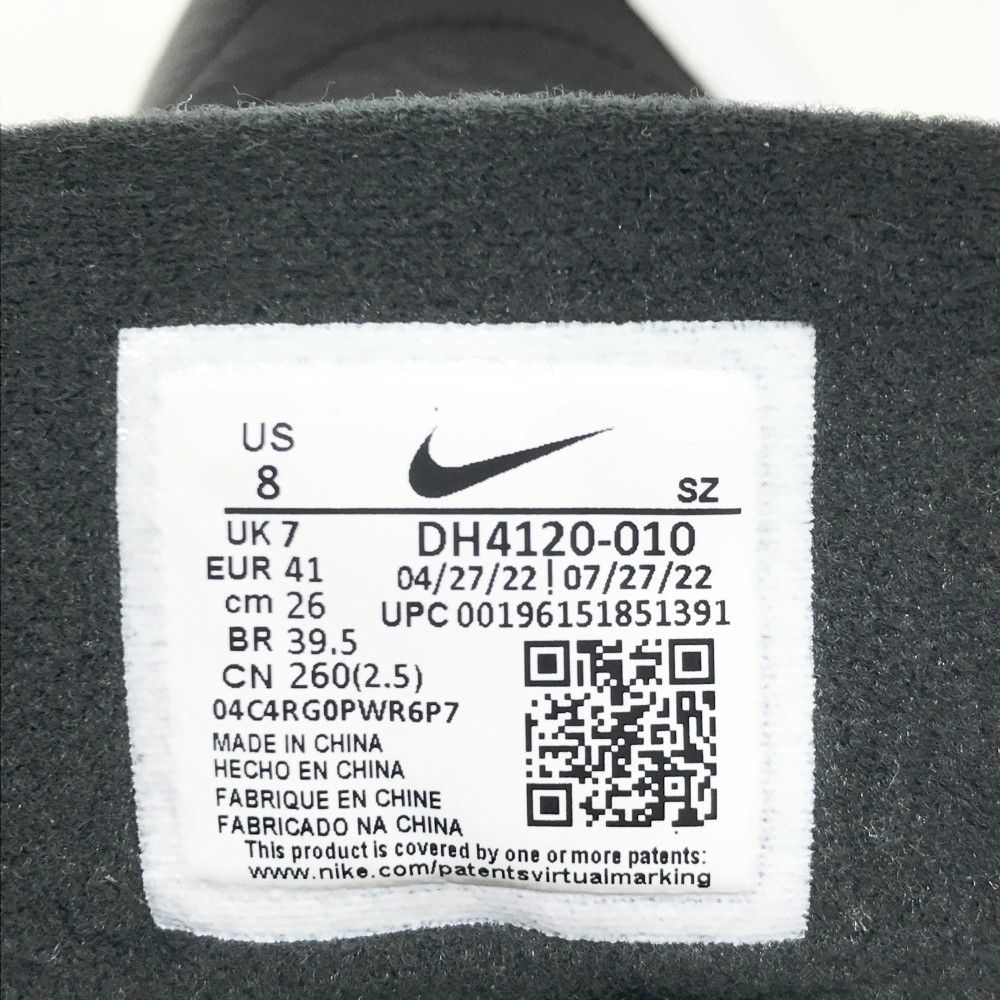 US
8
SZ
UK 7
DH4120-010
EUR 41
04/27/22 | 07/27/22
cm 26
UPC 00196151851391
BR 39.5
CN 260(2.5)
04C4RG0PWR6P7
MADE IN CHINA
HECHO EN CHINA
FABRIQUE EN CHINE
FABRICADO NA CHINA
This product is covered by one or more patents:
www.nike.com/patentsvirtualmarking